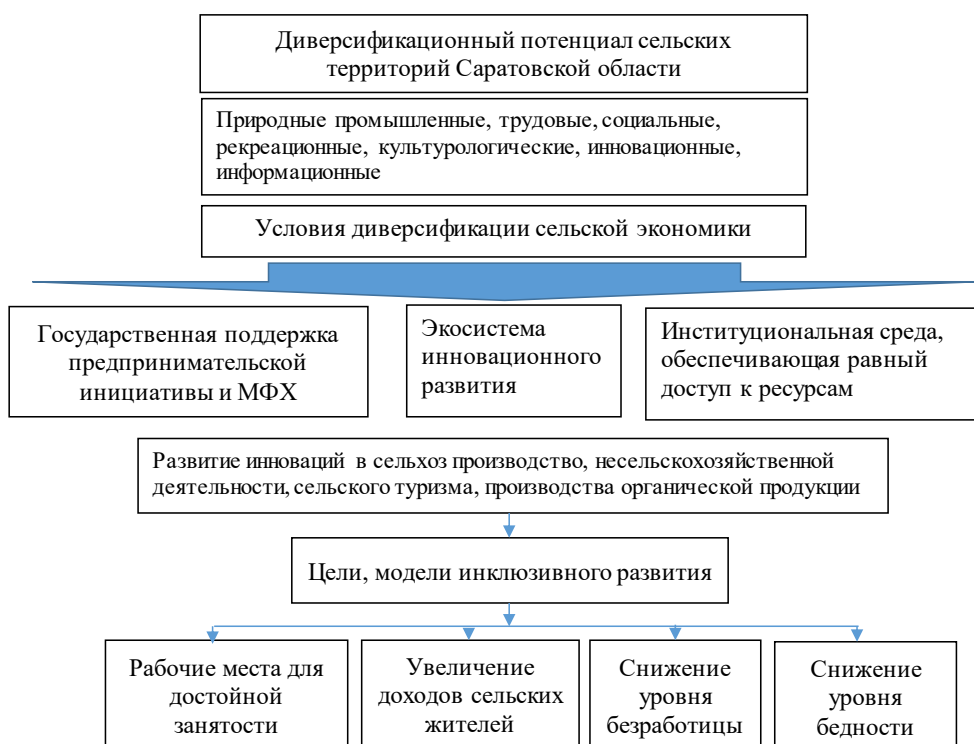 Диверсификационный потенциал сельских
территорий Саратовской области
Природные промышленные, трудовые, социальные,
рекреационные, культурологические, инновационные,
информационные
Условия диверсификации сельской экономики
Государственная поддержка
предпринимательской
инициативы и МФХ
Экосистема
инновационного
развития
Институциональная среда,
обеспечивающая равный
доступ к ресурсам
Развитие инноваций в сельхоз производство, несельскохозяйственной
деятельности, сельского туризма, производства органической продукции
Цели, модели инклюзивного развития
Рабочие места для
достойной
занятости
Увеличение
доходов сельских
жителей
Снижение
уровня
безработицы
Снижение
уровня
бедности